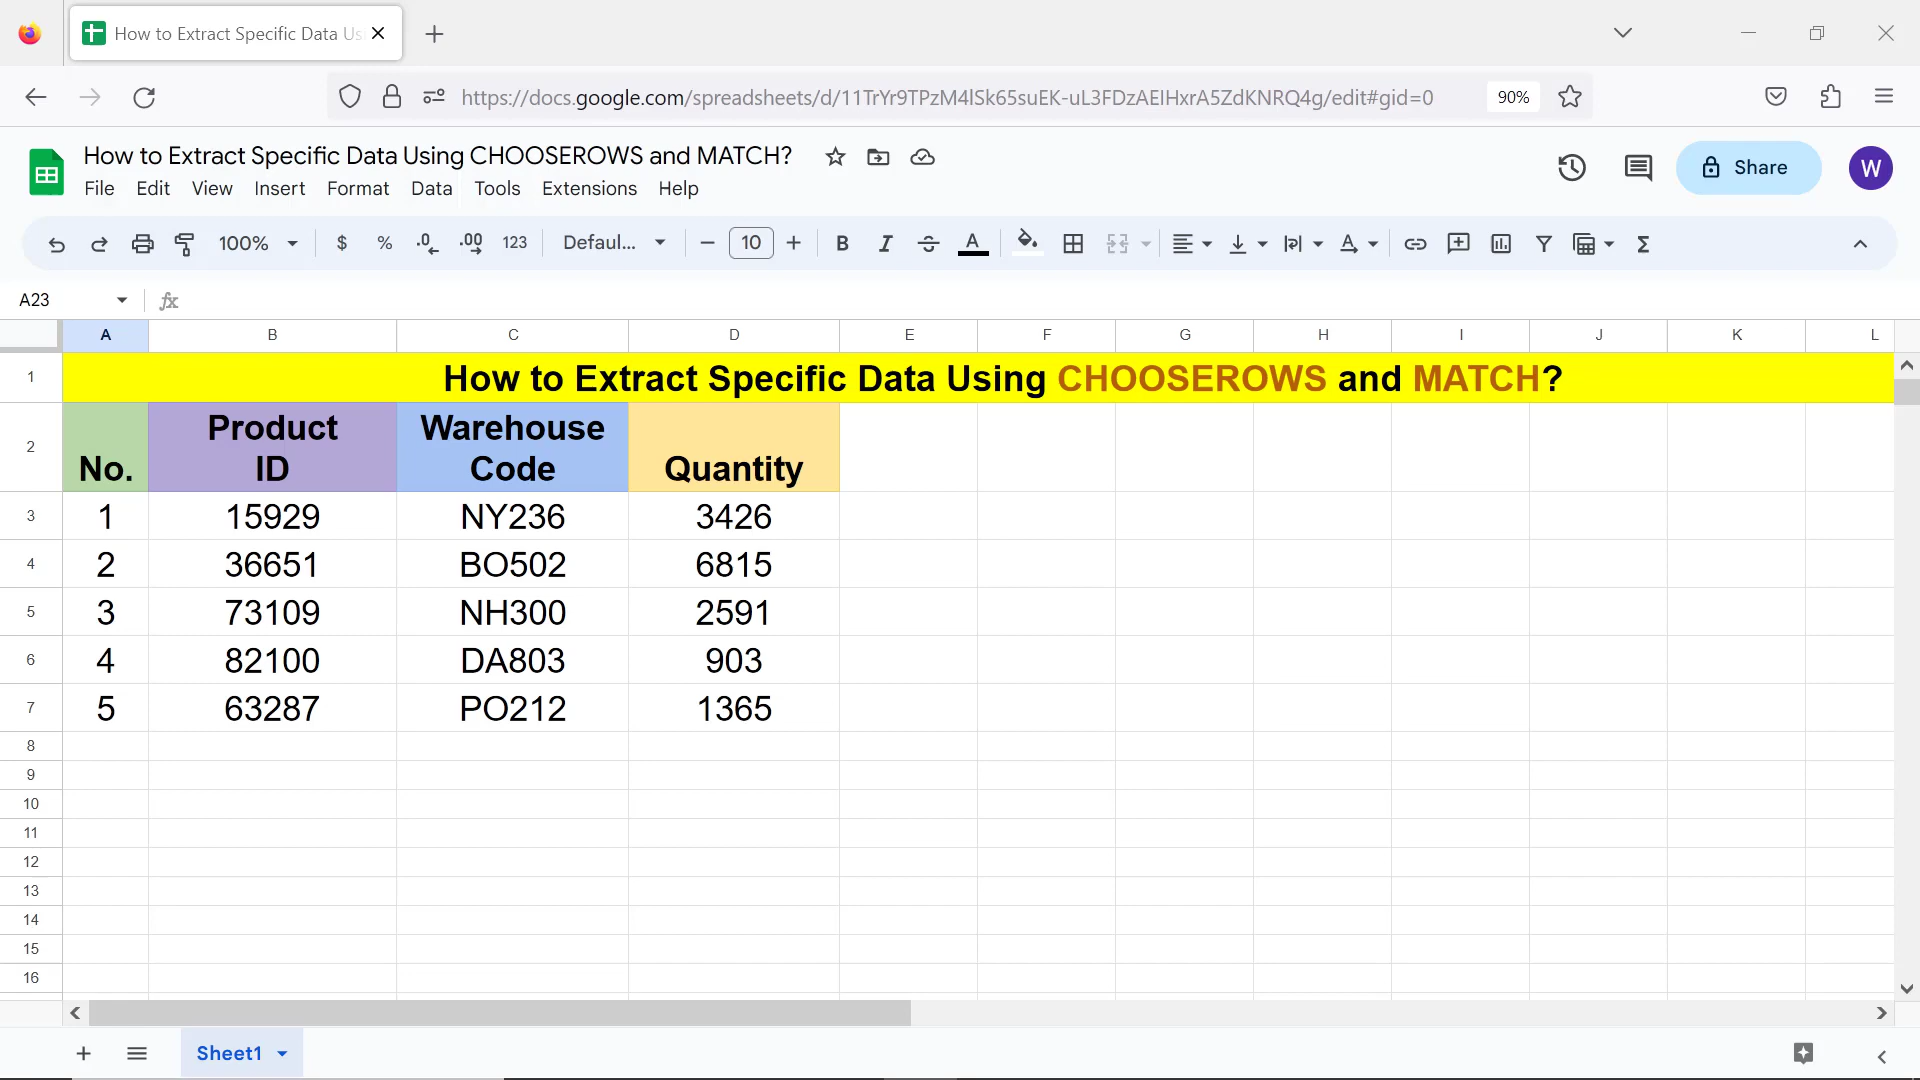 How to Extract Specific Data Us
https://docs.google.com/spreadsheets/d/11TrYr9TPzM4lSk65suEK-uL3FDzAEIHxrA5ZdKNRQ4g/edit#gid=0
90%
How to Extract Specific Data Using CHOOSEROWS and MATCH?
File Edit View Insert Format Data Tools Extensions Help
Share
W
100% $ % .0 .00 123 Defaul... 10 B I S A A Σ
A23 fx
A B C D E F G H I J K L
1 How to Extract Specific Data Using CHOOSEROWS and MATCH?
2 No. Product ID Warehouse Code Quantity
3 1 15929 NY236 3426
4 2 36651 BO502 6815
5 3 73109 NH300 2591
6 4 82100 DA803 903
7 5 63287 PO212 1365
8
9
10
11
12
13
14
15
16
Sheet1